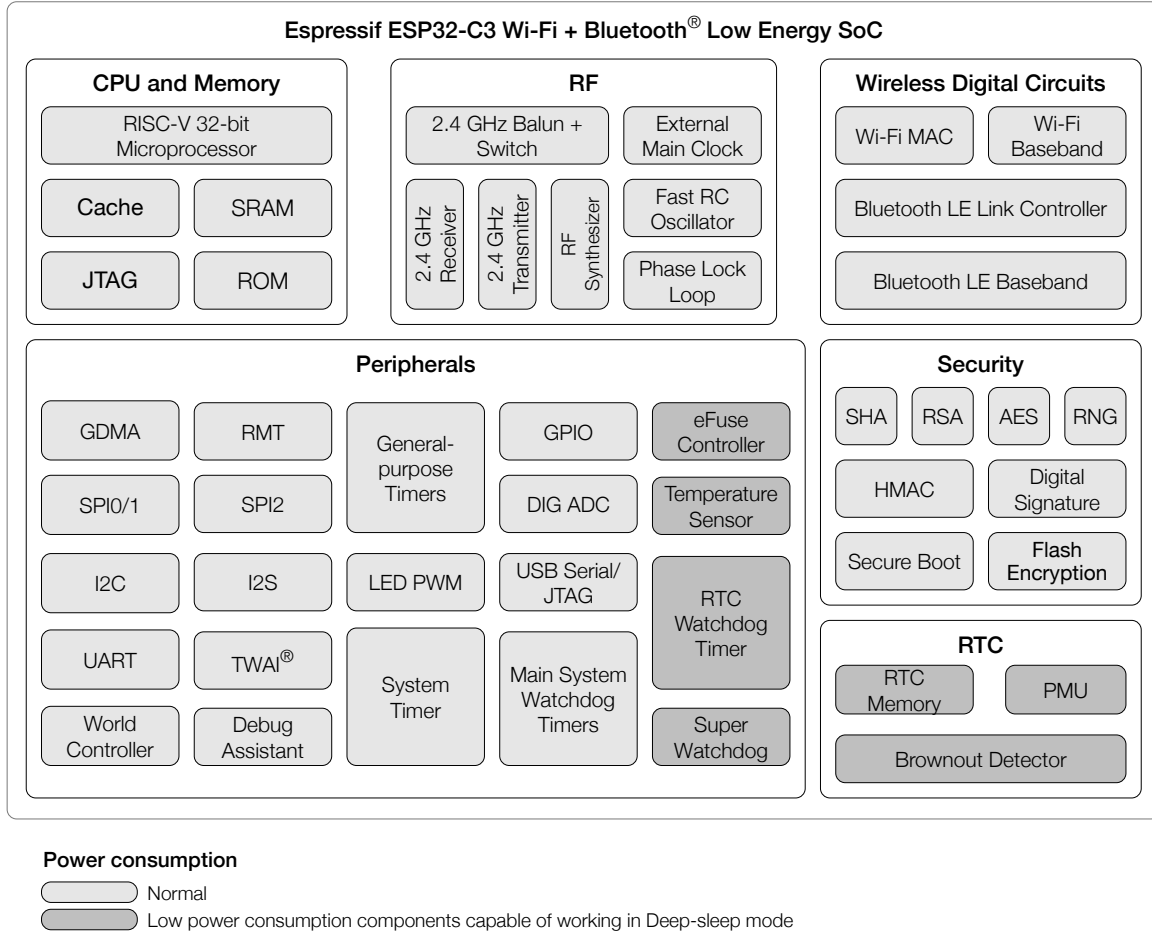 Espressif ESP32-C3 Wi-Fi + Bluetooth® Low Energy SoC
CPU and Memory
RISC-V 32-bit
Microprocessor
Cache
SRAM
JTAG
ROM
RF
2.4 GHz Balun +
Switch
External
Main Clock
2.4 GHz
Receiver
2.4 GHz
Transmitter
RF
Synthesizer
Fast RC
Oscillator
Phase Lock
Loop
Wireless Digital Circuits
Wi-Fi MAC
Wi-Fi
Baseband
Bluetooth LE Link Controller
Bluetooth LE Baseband
Peripherals
GDMA
RMT
General-
purpose
Timers
GPIO
eFuse
Controller
SPI0/1
SPI2
DIG ADC
Temperature
Sensor
I2C
I2S
LED PWM
USB Serial/
JTAG
RTC
Watchdog
Timer
UART
TWAI®
System
Timer
Main System
Watchdog
Timers
World
Controller
Debug
Assistant
Super
Watchdog
Security
SHA
RSA
AES
RNG
HMAC
Digital
Signature
Secure Boot
Flash
Encryption
RTC
RTC
Memory
PMU
Brownout Detector
Power consumption
Normal
Low power consumption components capable of working in Deep-sleep mode